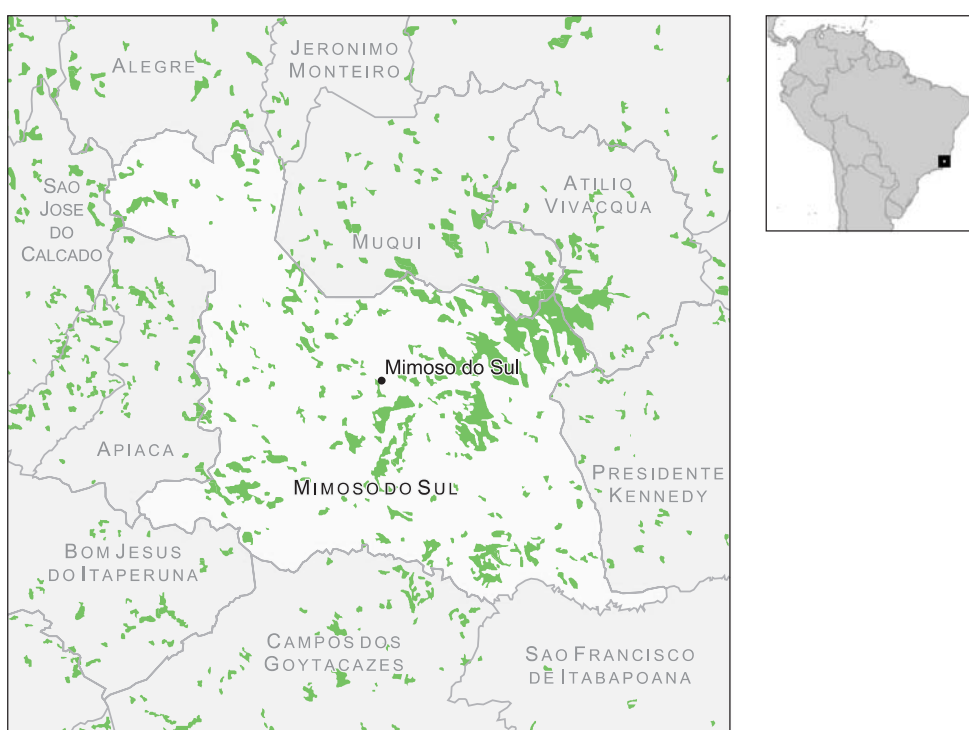 JERONIMO
MONTEIRO
ALEGRE
SAO
JOSE
DO
CALCADO
ATILIO
VIVACQUA
MUQUI
Mimoso do Sul
APIACA
MIMOSO DO SUL
PRESIDENTE
KENNEDY
BOM JESUS
DO ITAPERUNA
CAMPOS DOS
GOYTACAZES
SAO FRANCISCO
DE ITABAPOANA